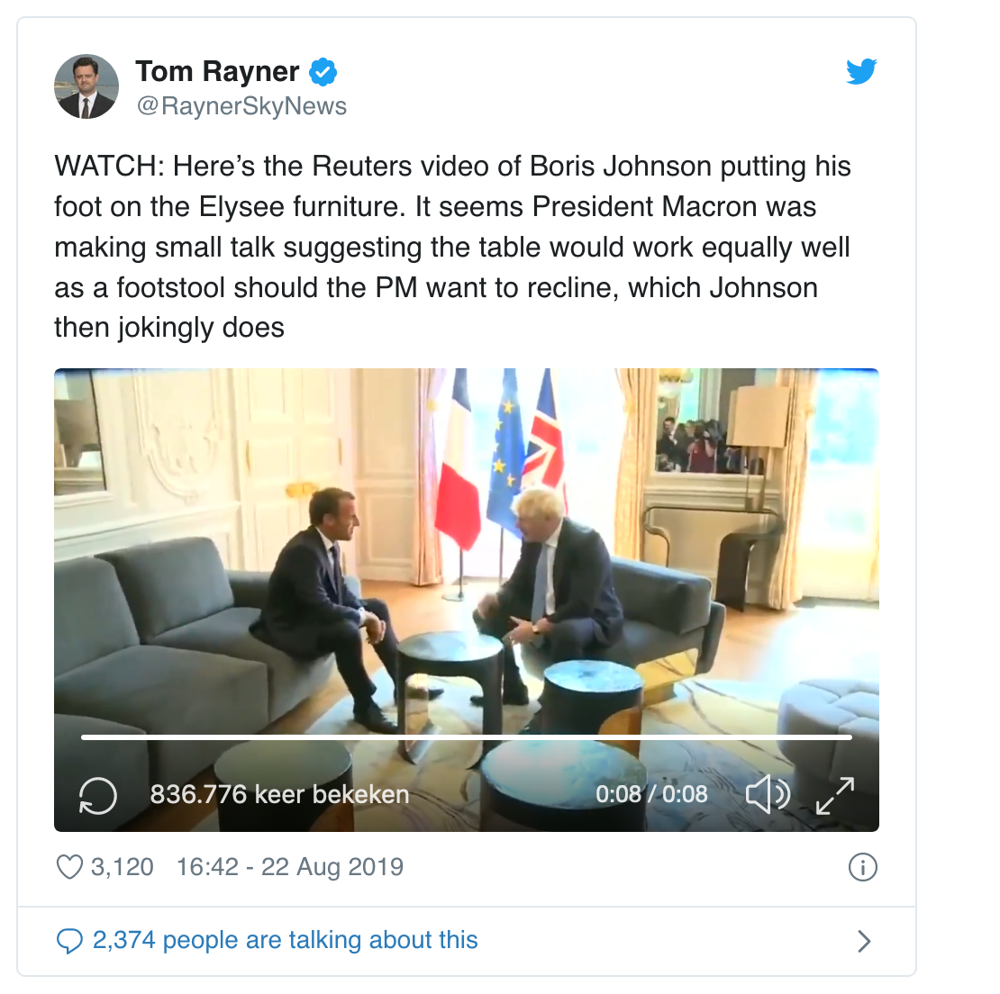 Tom Rayner
@RaynerSkyNews
WATCH: Here’s the Reuters video of Boris Johnson putting his
foot on the Elysee furniture. It seems President Macron was
making small talk suggesting the table would work equally well
as a footstool should the PM want to recline, which Johnson
then jokingly does
836.776 keer bekeken 0:08 / 0:08
3,120 16:42 - 22 Aug 2019
2,374 people are talking about this